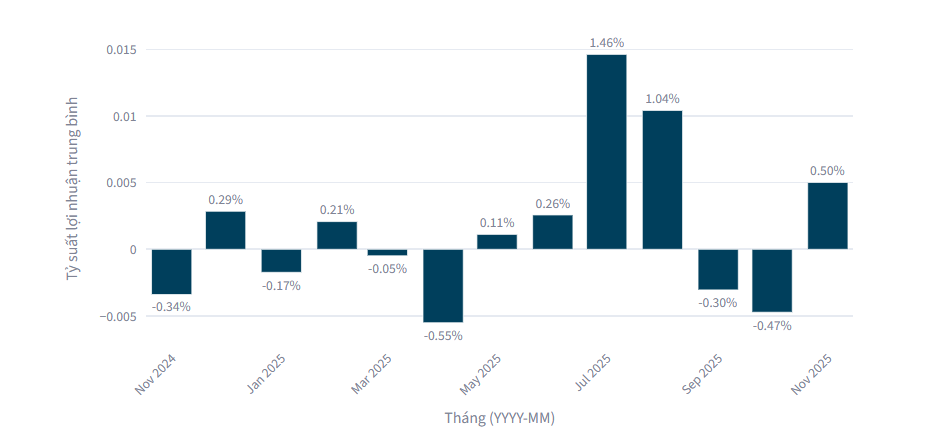 Tỷ suất lợi nhuận trung bình
0.015
0.01
0.005
0
−0.005
-0.34%
0.29%
-0.17%
0.21%
-0.05%
-0.55%
0.11%
0.26%
1.46%
1.04%
-0.30%
-0.47%
0.50%
Nov 2024
Jan 2025
Mar 2025
May 2025
Jul 2025
Sep 2025
Nov 2025
Tháng (YYYY-MM)